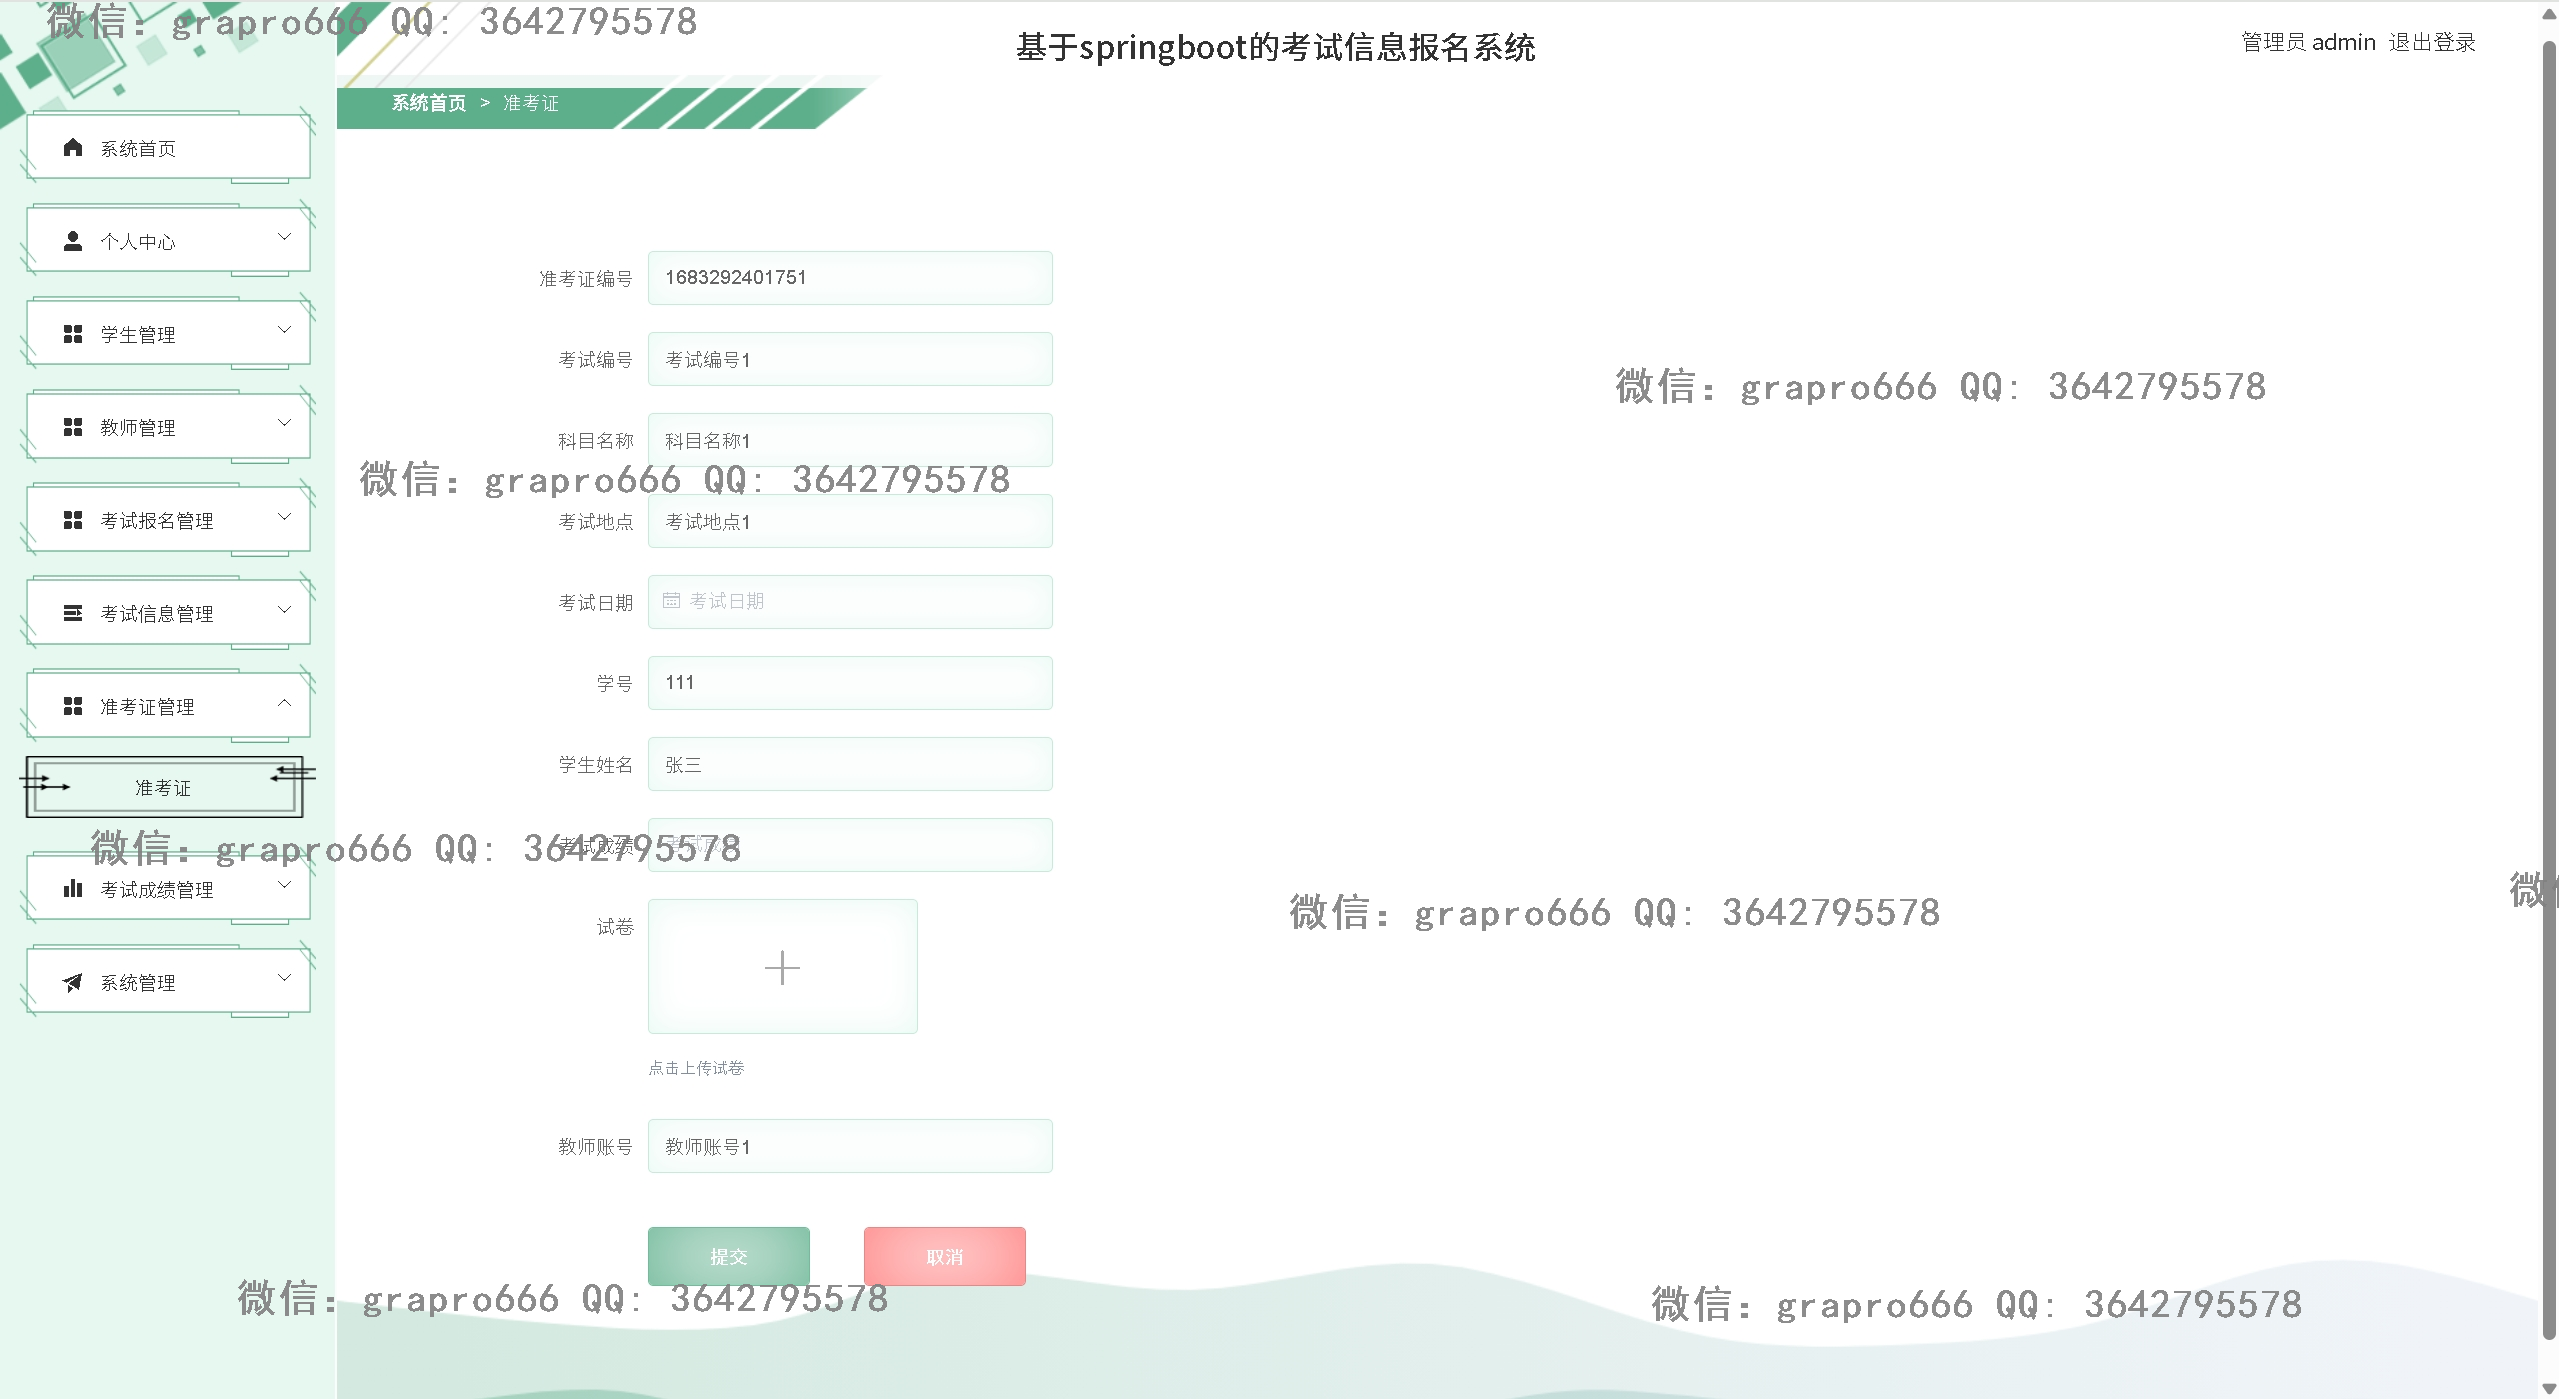 微信: grapro666 QQ: 3642795578
基于springboot的考试信息报名系统
管理员 admin 退出登录
系统首页 > 准考证
系统首页
个人中心
学生管理
教师管理
考试报名管理
考试信息管理
准考证管理
准考证
考试成绩管理
系统管理
准考证编号 1683292401751
考试编号 考试编号1
微信: grapro666 QQ: 3642795578
科目名称 科目名称1
微信: grapro666 QQ: 3642795578
考试地点 考试地点1
考试日期 考试日期
学号 111
学生姓名 张三
考试成绩 考试成绩
微信: grapro666 QQ: 3642795578
微信: grapro666 QQ: 3642795578
微信
试卷
点击上传试卷
教师账号 教师账号1
提交 取消
微信: grapro666 QQ: 3642795578
微信: grapro666 QQ: 3642795578